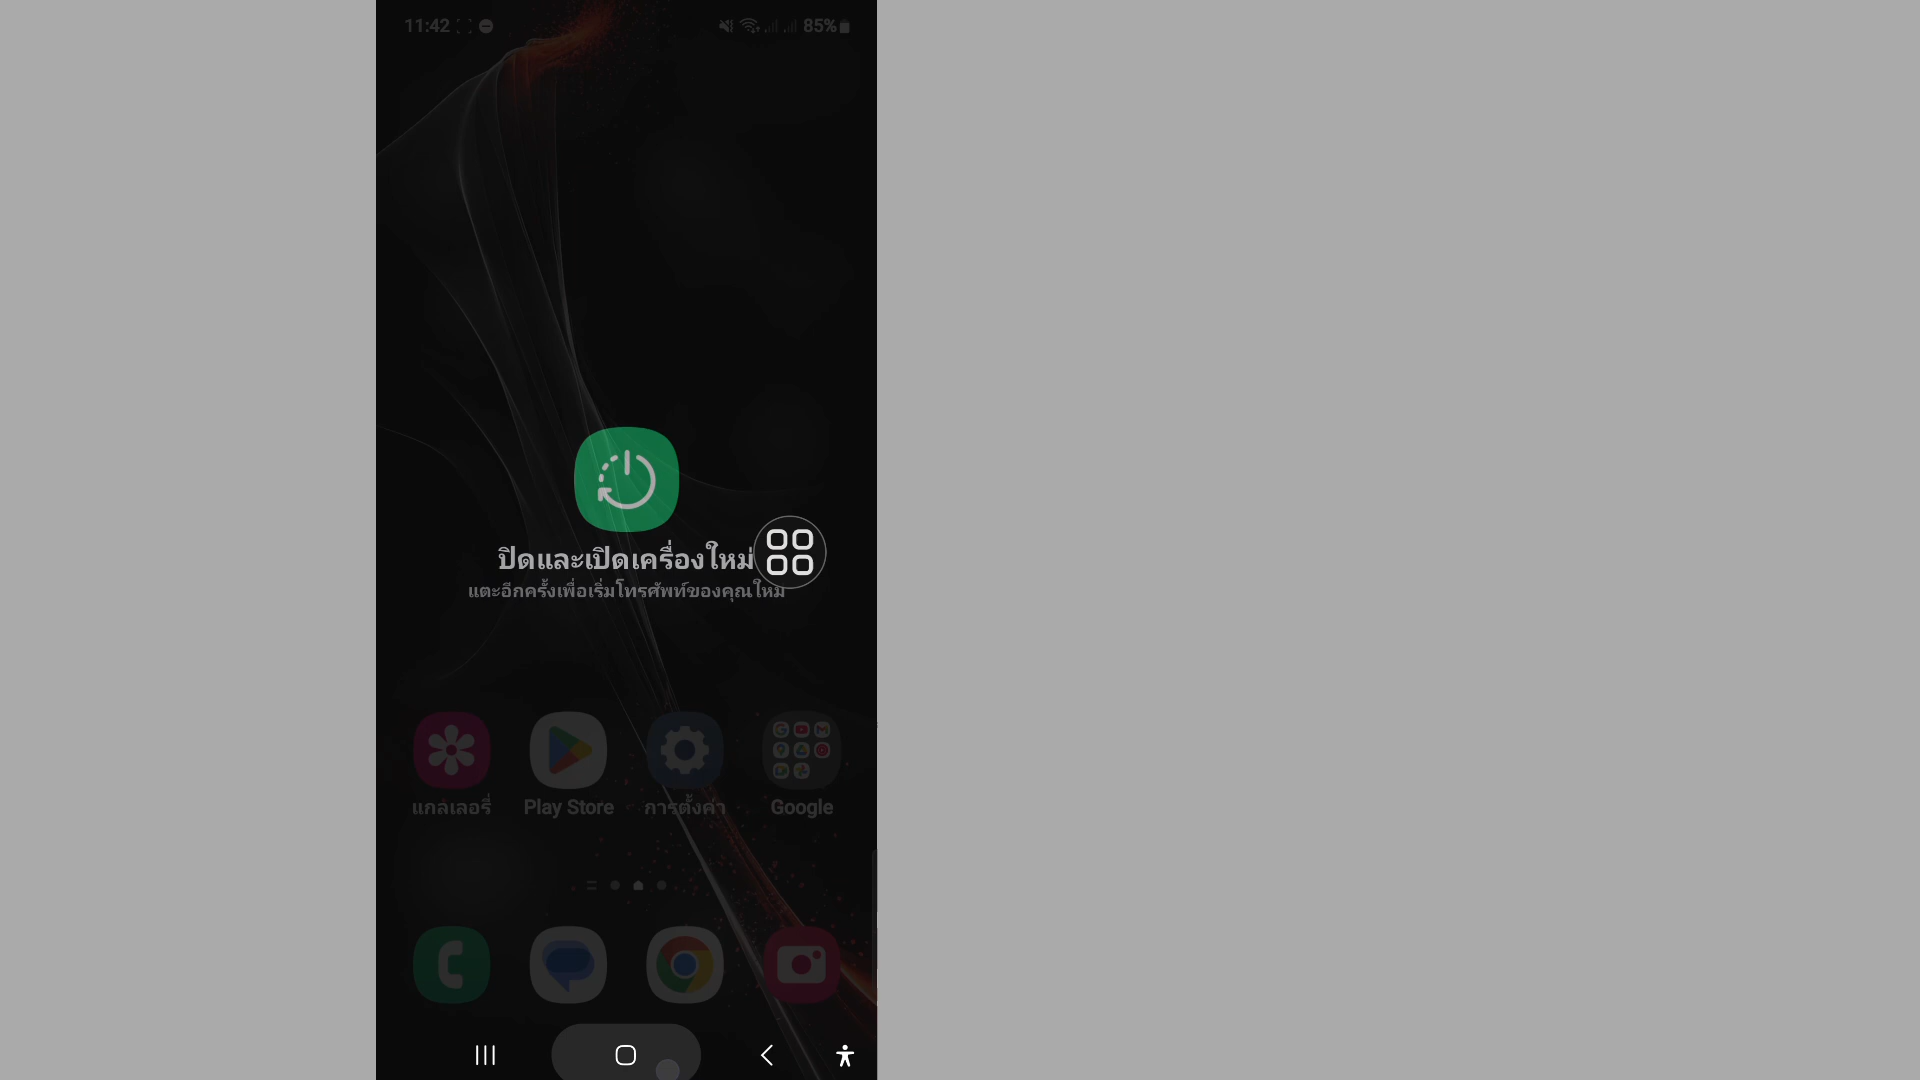 11:42
85%
ปิดและเปิดเครื่องใหม่
แตะอีกครั้งเพื่อเริ่มโทรศัพท์ของคุณใหม่
แกลเลอรี่ Play Store การตั้งค่า Google